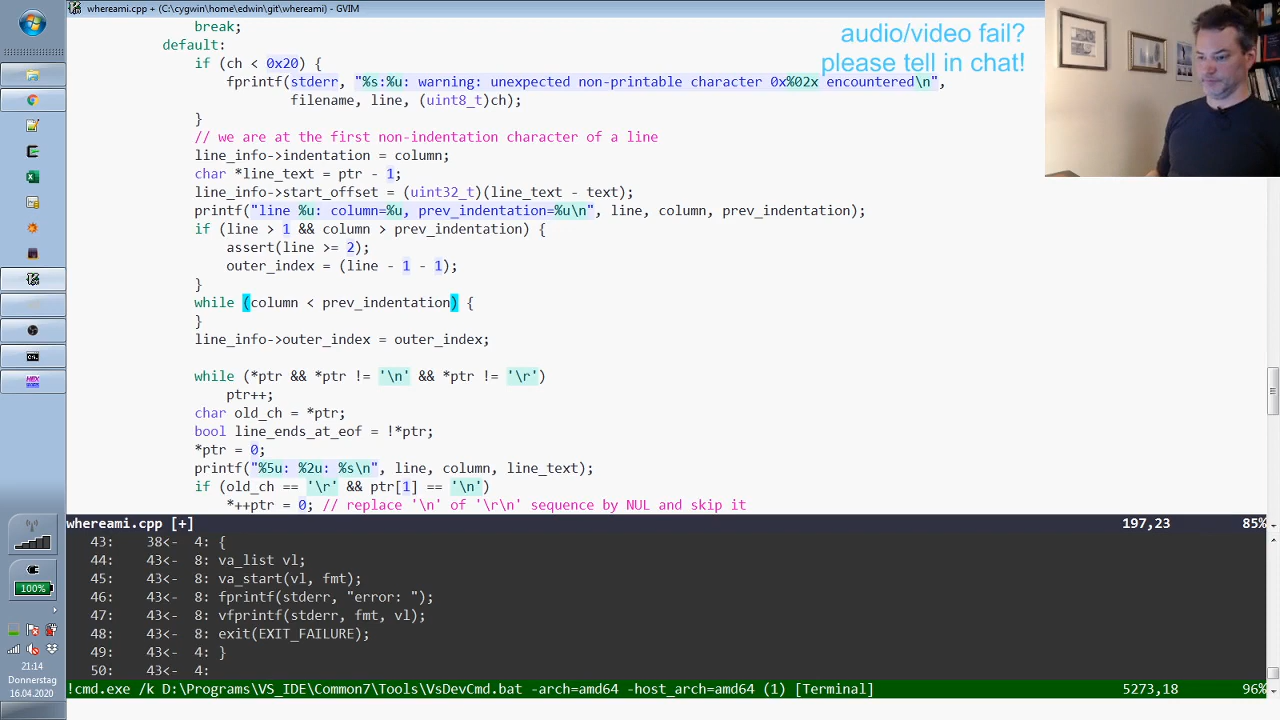 whereami.cpp + (C:\cygwin\home\edwin\git\whereami) - GVIM
audio/video fail?
please tell in chat!
break;
default:
if (ch < 0x20) {
fprintf(stderr, "%s:%u: warning: unexpected non-printable character 0x%02x encountered\n",
filename, line, (uint8_t)ch);
}
// we are at the first non-indentation character of a line
line_info->indentation = column;
char *line_text = ptr - 1;
line_info->start_offset = (uint32_t)(line_text - text);
printf("line %u: column=%u, prev_indentation=%u\n", line, column, prev_indentation);
if (line > 1 && column > prev_indentation) {
assert(line >= 2);
outer_index = (line - 1 - 1);
}
while (column < prev_indentation) {
}
line_info->outer_index = outer_index;
while (*ptr && *ptr != '\n' && *ptr != '\r')
ptr++;
char old_ch = *ptr;
bool line_ends_at_eof = !*ptr;
*ptr = 0;
printf("%5u: %2u: %s\n", line, column, line_text);
if (old_ch == '\r' && ptr[1] == '\n')
*++ptr = 0; // replace '\n' of '\r\n' sequence by NUL and skip it
whereami.cpp [+] 197,23 85%
43: 38<- 4: {
44: 43<- 8: va_list vl;
45: 43<- 8: va_start(vl, fmt);
46: 43<- 8: fprintf(stderr, "error: ");
47: 43<- 8: vfprintf(stderr, fmt, vl);
48: 43<- 8: exit(EXIT_FAILURE);
49: 43<- 4: }
50: 43<- 4:
!cmd.exe /k D:\Programs\VS_IDE\Common7\Tools\VsDevCmd.bat -arch=amd64 -host_arch=amd64 (1) [Terminal] 5273,18 96%
100%
21:14
Donnerstag
16.04.2020